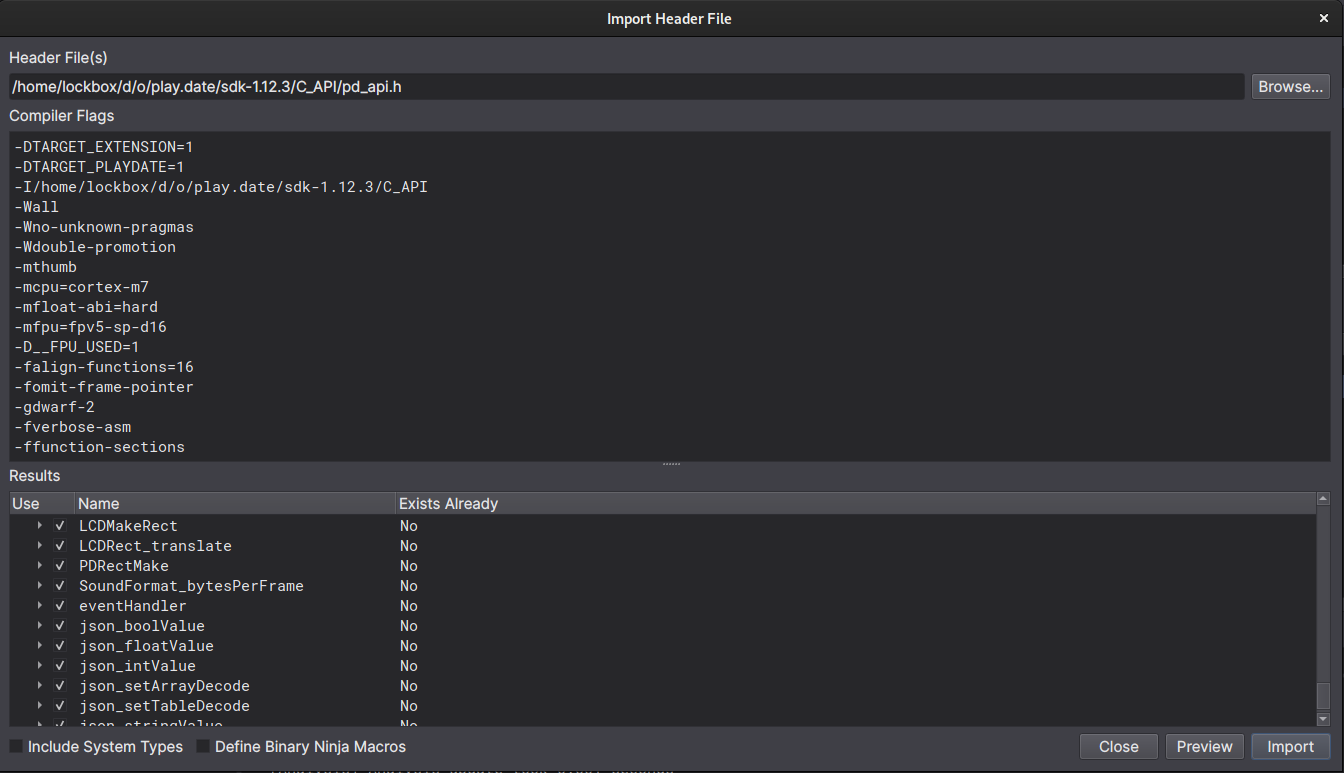 Import Header File
Header File(s)
/home/lockbox/d/o/play.date/sdk-1.12.3/C_API/pd_api.h
Browse...
Compiler Flags
-DTARGET_EXTENSION=1
-DTARGET_PLAYDATE=1
-I/home/lockbox/d/o/play.date/sdk-1.12.3/C_API
-Wall
-Wno-unknown-pragmas
-Wdouble-promotion
-mthumb
-mcpu=cortex-m7
-mfloat-abi=hard
-mfpu=fpv5-sp-d16
-D__FPU_USED=1
-falign-functions=16
-fomit-frame-pointer
-gdwarf-2
-fverbose-asm
-ffunction-sections
Results
Use Name Exists Already
LCDMakeRect No
LCDRect_translate No
PDRectMake No
SoundFormat_bytesPerFrame No
eventHandler No
json_boolValue No
json_floatValue No
json_intValue No
json_setArrayDecode No
json_setTableDecode No
json_stringValue No
Include System Types Define Binary Ninja Macros Close Preview Import